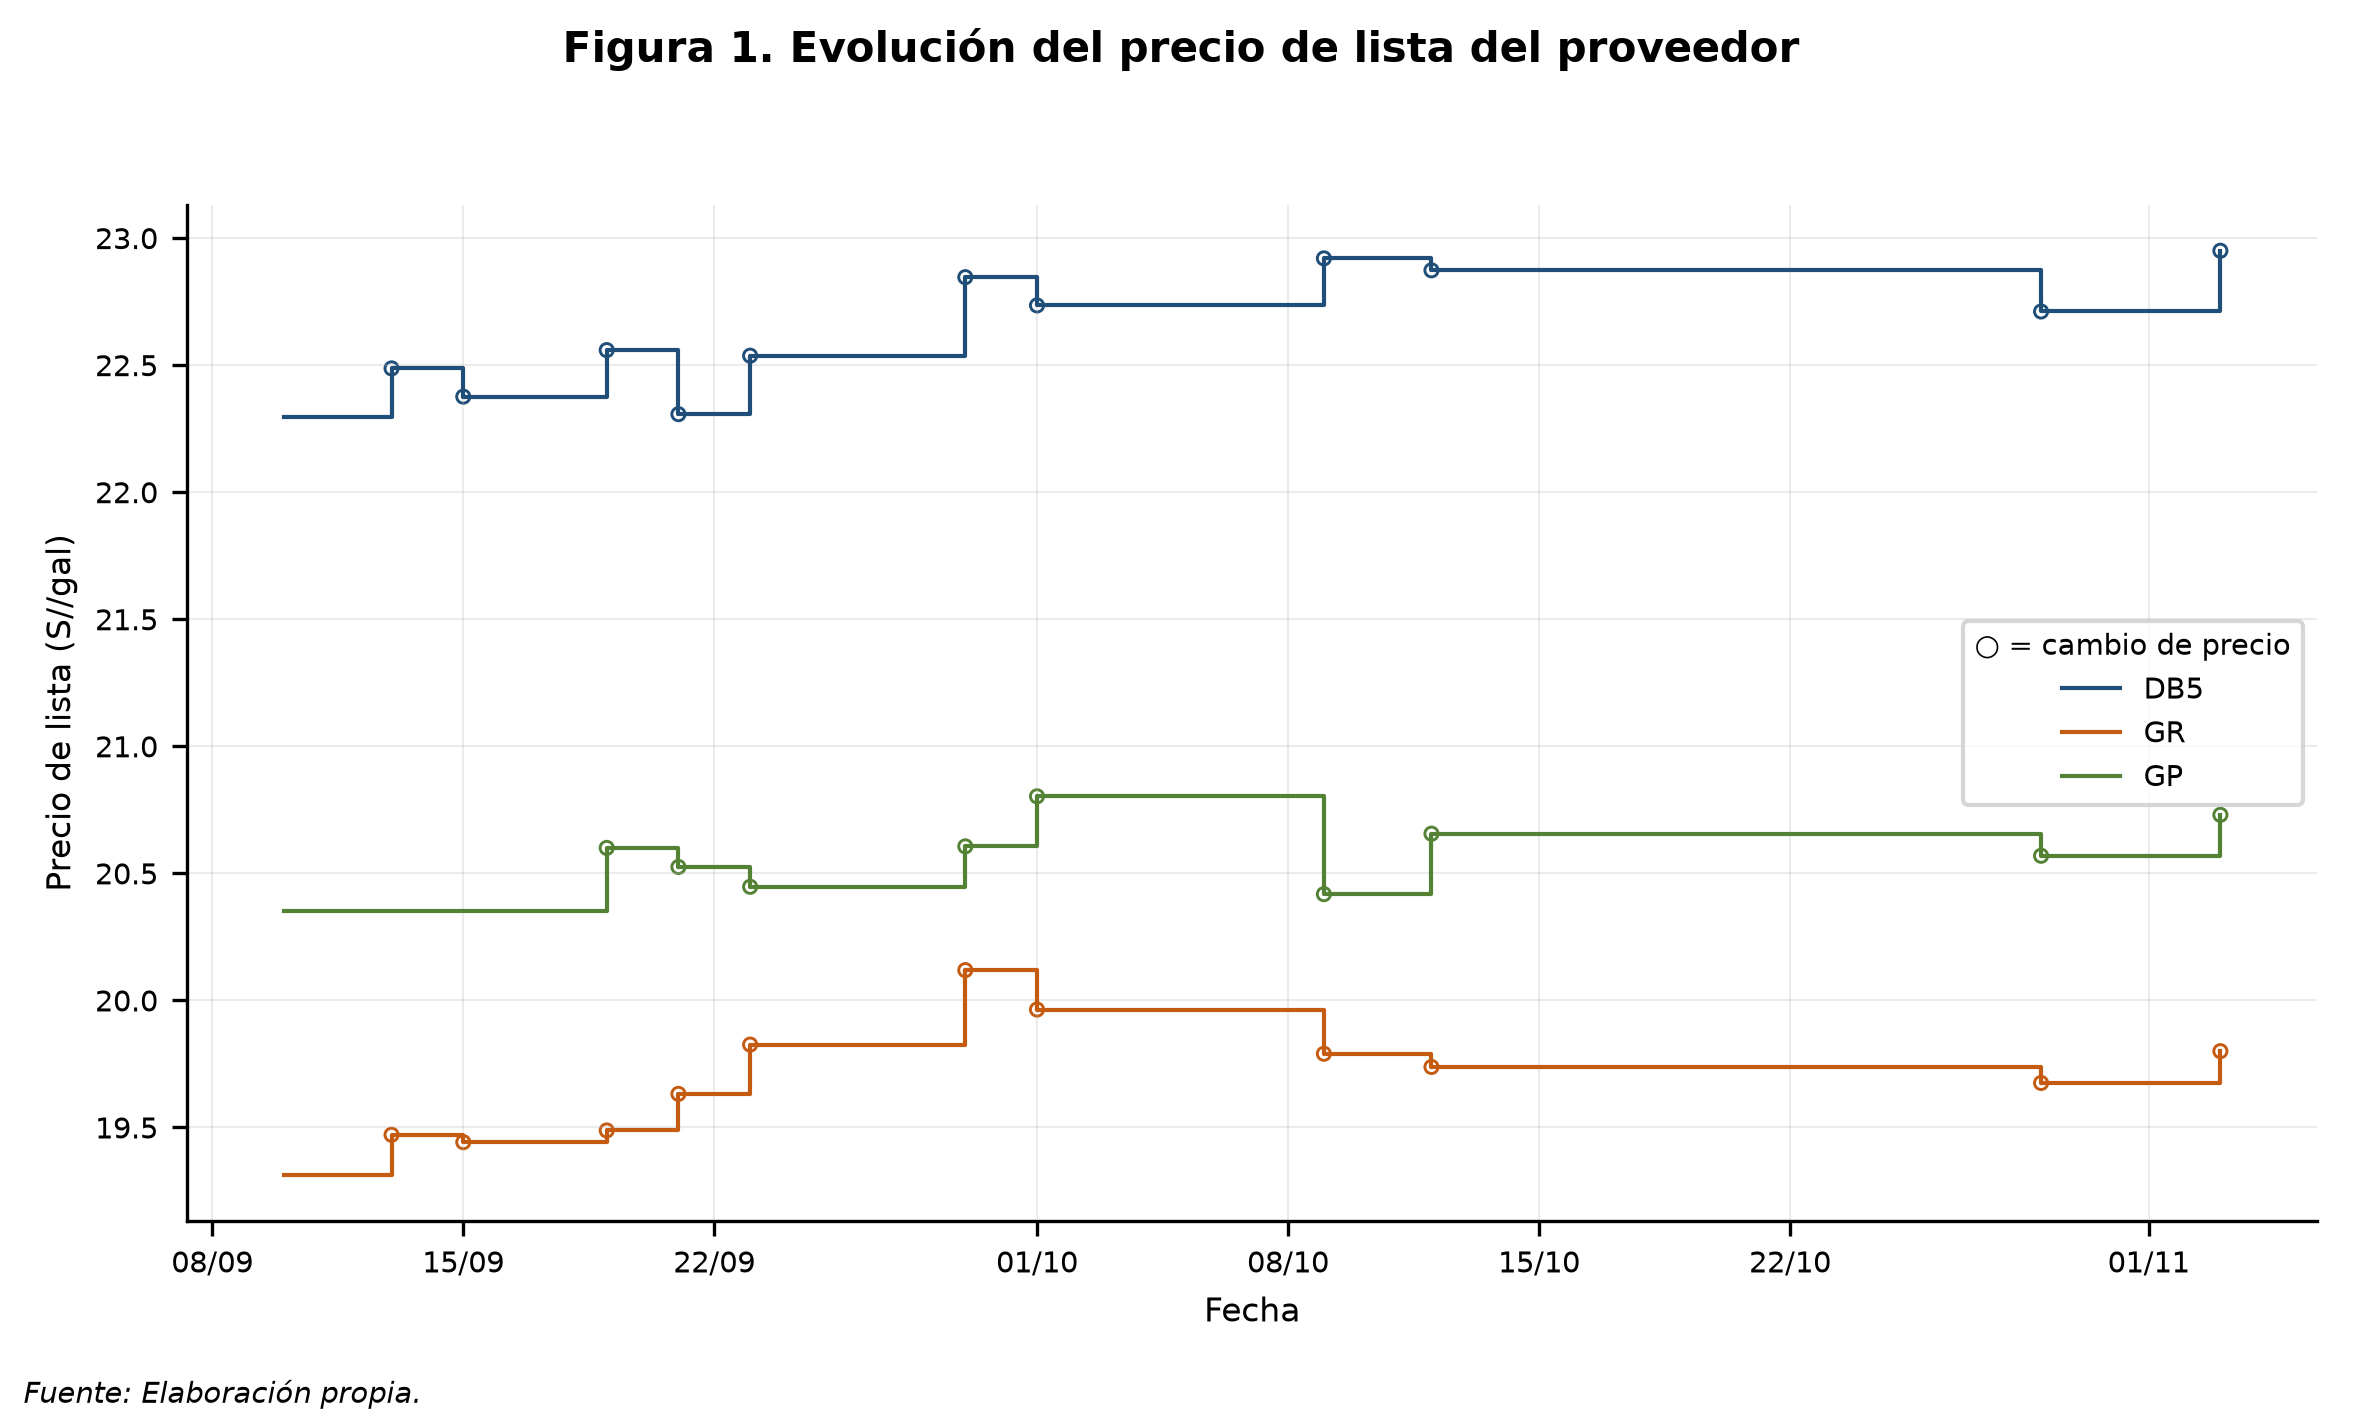 Figura 1. Evolución del precio de lista del proveedor
Precio de lista (S//gal)
23.0
22.5
22.0
21.5
21.0
20.5
20.0
19.5
○ = cambio de precio
DB5
GR
GP
08/09 15/09 22/09 01/10 08/10 15/10 22/10 01/11
Fecha
Fuente: Elaboración propia.